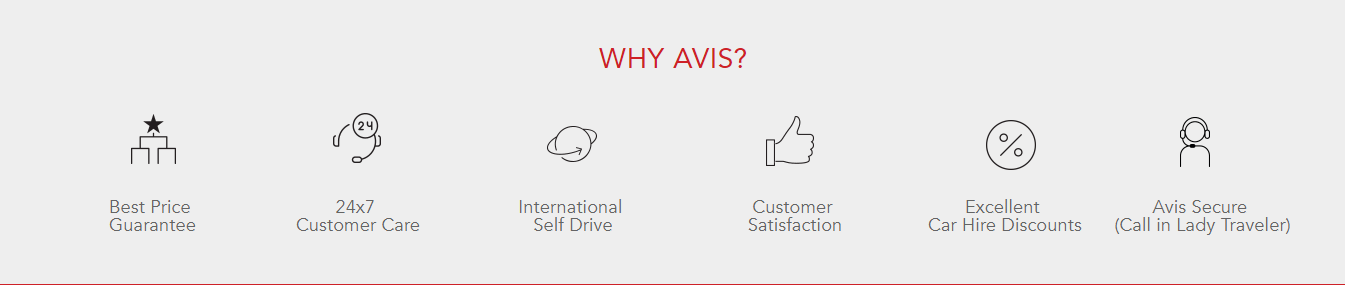 WHY AVIS?
24
Best Price
Guarantee
24x7
Customer Care
International
Self Drive
Customer
Satisfaction
Excellent
Car Hire Discounts
Avis Secure
(Call in Lady Traveler)